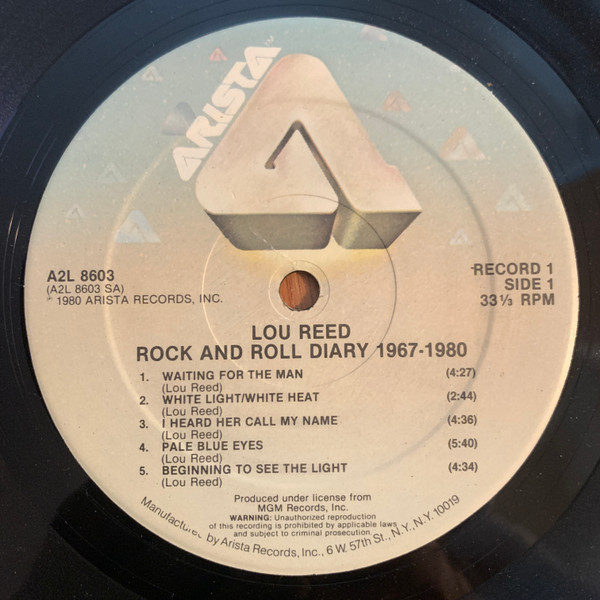 ARISTA
A2L 8603
(A2L 8603 SA)
℗ 1980 ARISTA RECORDS, INC.
RECORD 1
SIDE 1
33⅓ RPM
LOU REED
ROCK AND ROLL DIARY 1967-1980
1. WAITING FOR THE MAN (4:27)
(Lou Reed)
2. WHITE LIGHT/WHITE HEAT (2:44)
(Lou Reed)
3. I HEARD HER CALL MY NAME (4:36)
(Lou Reed)
4. PALE BLUE EYES (5:40)
(Lou Reed)
5. BEGINNING TO SEE THE LIGHT (4:34)
(Lou Reed)
Produced under license from
MGM Records, Inc.
WARNING: Unauthorized reproduction
of this recording is prohibited by applicable laws
and subject to criminal prosecution.
Manufactured by Arista Records, Inc., 6 W. 57th St., N.Y., N.Y. 10019